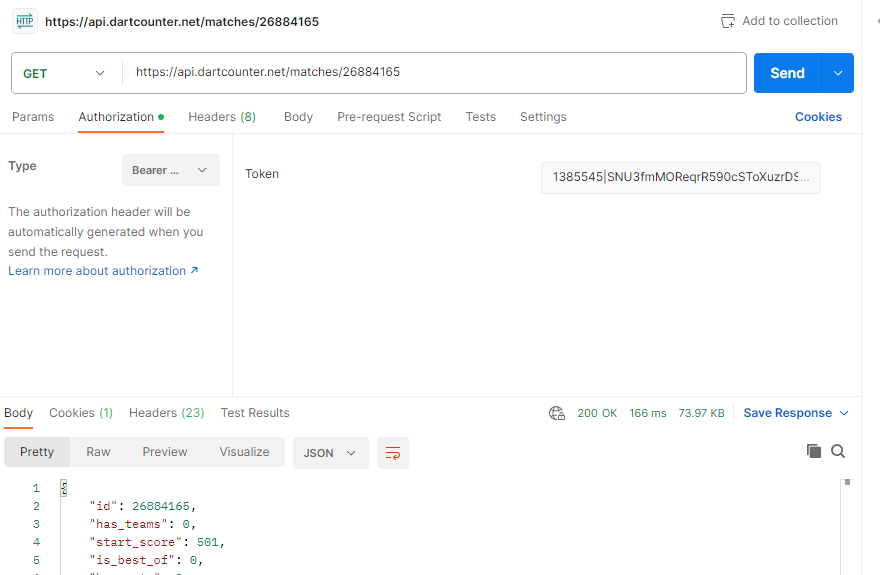 HTTP https://api.dartcounter.net/matches/26884165 Add to collection
GET https://api.dartcounter.net/matches/26884165 Send
Params Authorization Headers (8) Body Pre-request Script Tests Settings Cookies
Type Bearer ... Token 1385545|SNU3fmMOReqrR590cSToXuzrDS...
The authorization header will be
automatically generated when you
send the request.
Learn more about authorization ↗
Body Cookies (1) Headers (23) Test Results 200 OK 166 ms 73.97 KB Save Response
Pretty Raw Preview Visualize JSON
1 {
2 "id": 26884165,
3 "has_teams": 0,
4 "start_score": 501,
5 "is_best_of": 0,